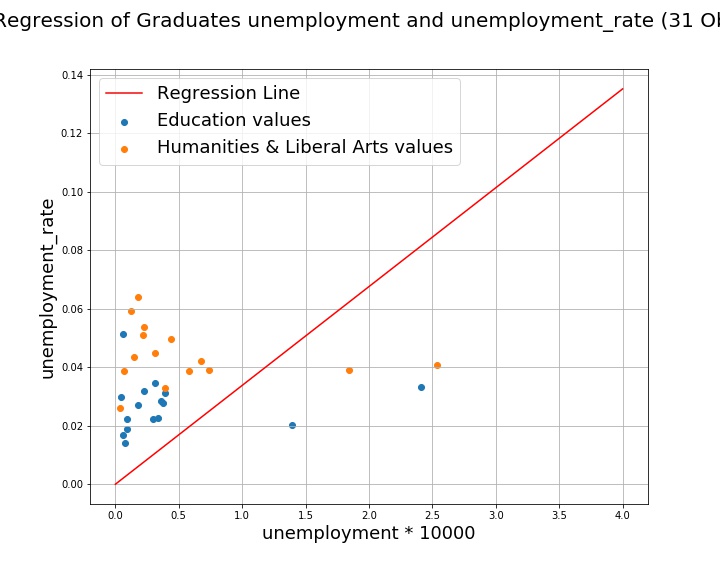 Regression of Graduates unemployment and unemployment_rate (31
Regression Line
Education values
Humanities & Liberal Arts values
unemployment_rate
0.14
0.12
0.10
0.08
0.06
0.04
0.02
0.00
0.0 0.5 1.0 1.5 2.0 2.5 3.0 3.5 4.0
unemployment * 10000